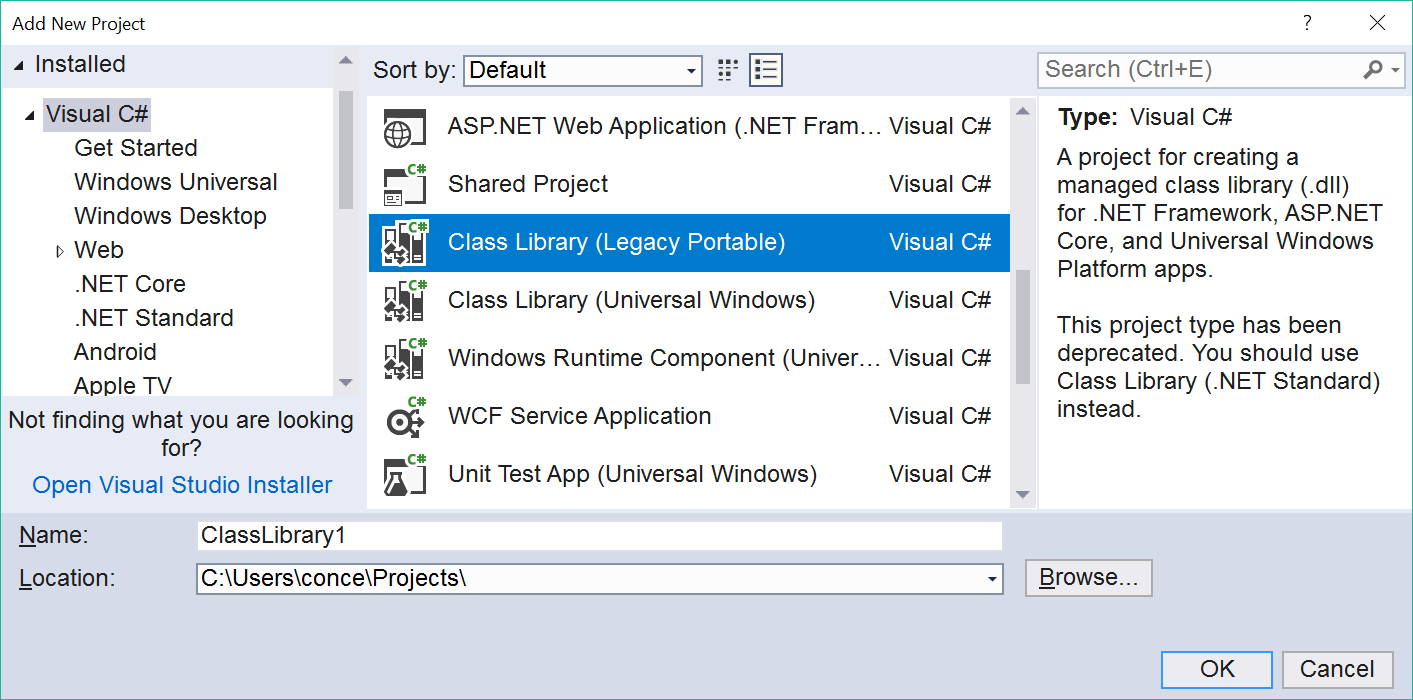 Add New Project
?
Installed
Visual C#
Get Started
Windows Universal
Windows Desktop
Web
.NET Core
.NET Standard
Android
Apple TV
Not finding what you are looking
for?
Open Visual Studio Installer
Sort by: Default
ASP.NET Web Application (.NET Fram... Visual C#
C# Shared Project Visual C#
C# Class Library (Legacy Portable) Visual C#
C# Class Library (Universal Windows) Visual C#
C# Windows Runtime Component (Univer... Visual C#
C# WCF Service Application Visual C#
C# Unit Test App (Universal Windows) Visual C#
Search (Ctrl+E)
Type: Visual C#
A project for creating a
managed class library (.dll)
for .NET Framework, ASP.NET
Core, and Universal Windows
Platform apps.
This project type has been
deprecated. You should use
Class Library (.NET Standard)
instead.
Name: ClassLibrary1
Location: C:\Users\conce\Projects\
Browse...
OK Cancel